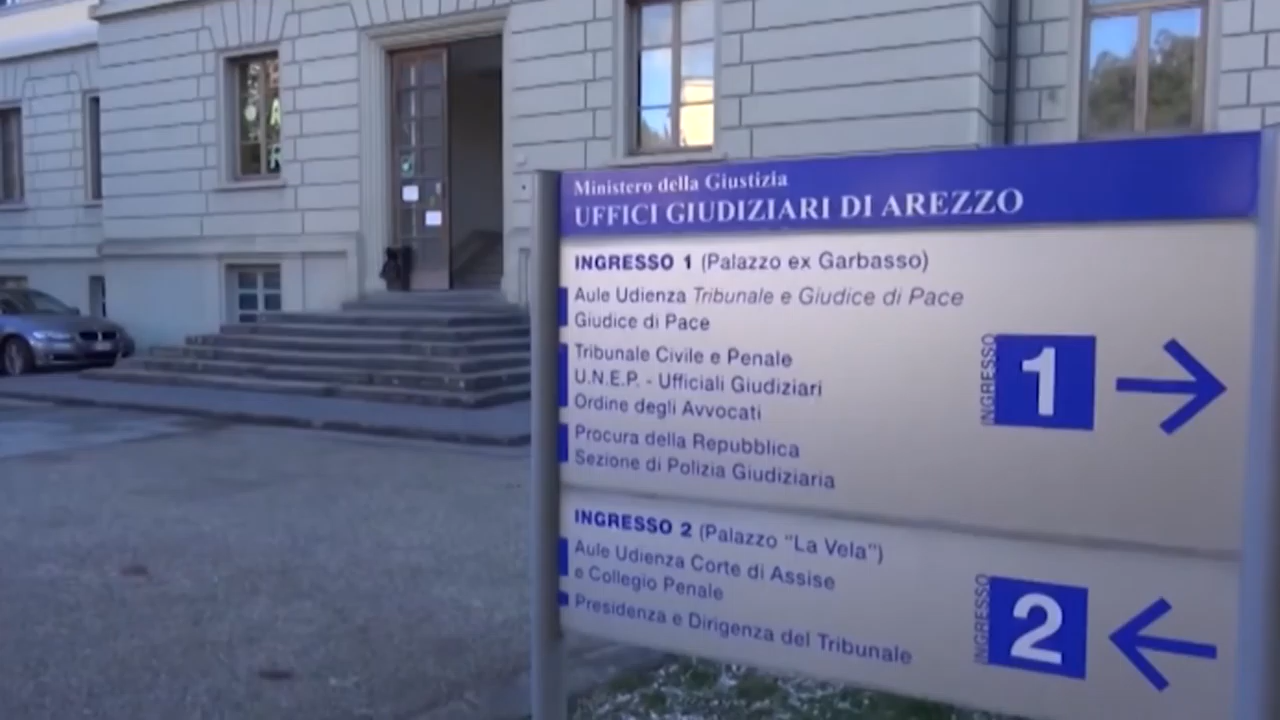 Ministero della Giustizia
UFFICI GIUDIZIARI DI AREZZO
INGRESSO 1 (Palazzo ex Garbasso)
Aule Udienza Tribunale e Giudice di Pace
Giudice di Pace
Tribunale Civile e Penale
U.N.E.P. - Ufficiali Giudiziari
Ordine degli Avvocati
Procura della Repubblica
Sezione di Polizia Giudiziaria
INGRESSO
1
INGRESSO 2 (Palazzo “La Vela”)
Aule Udienza Corte di Assise
e Collegio Penale
Presidenza e Dirigenza del Tribunale
INGRESSO
2